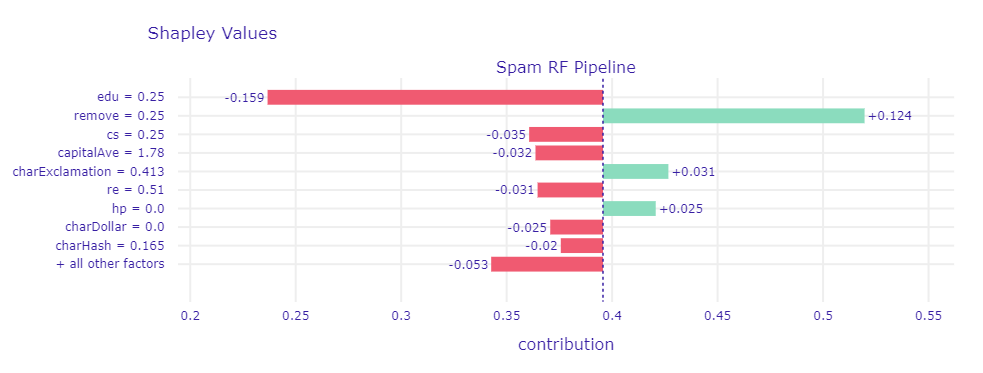 Shapley Values
Spam RF Pipeline
edu = 0.25 -0.159
remove = 0.25 +0.124
cs = 0.25 -0.035
capitalAve = 1.78 -0.032
charExclamation = 0.413 +0.031
re = 0.51 -0.031
hp = 0.0 +0.025
charDollar = 0.0 -0.025
charHash = 0.165 -0.02
+ all other factors -0.053
0.2 0.25 0.3 0.35 0.4 0.45 0.5 0.55
contribution